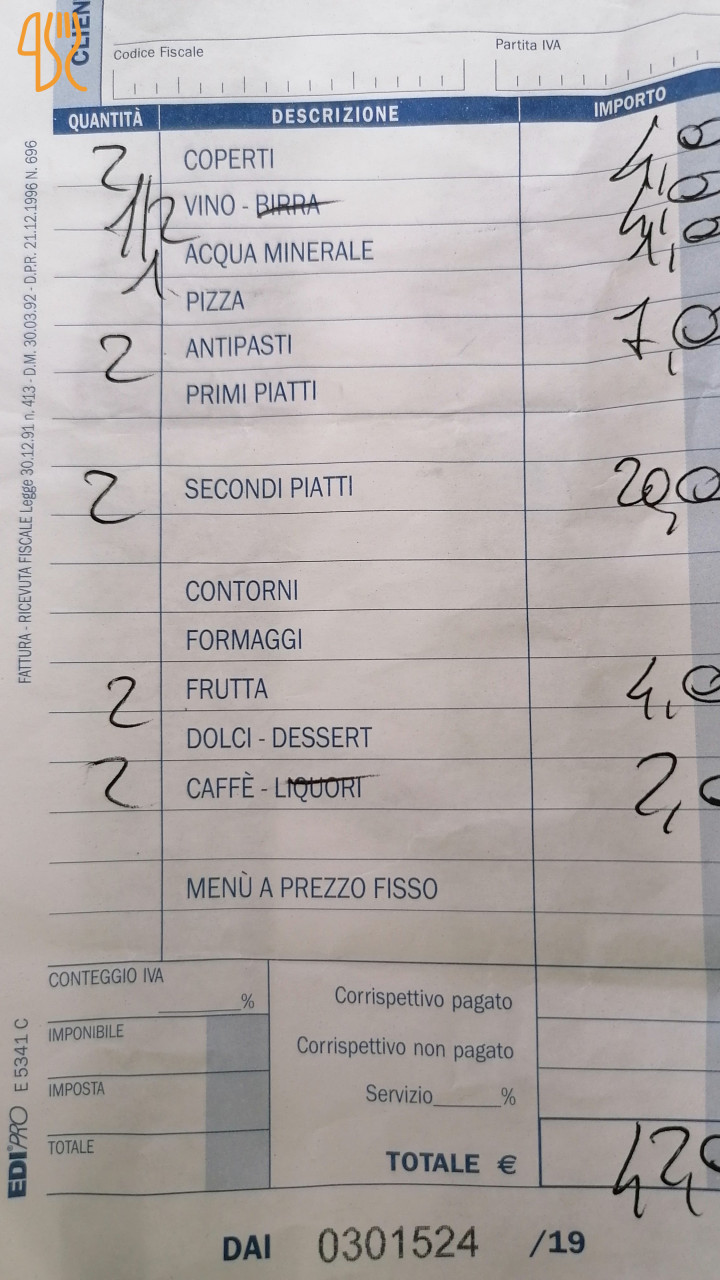 CLIEN
Codice Fiscale Partita IVA
QUANTITÀ DESCRIZIONE IMPORTO
2 COPERTI 4,0
1/2 VINO - BIRRA 4,0
1 ACQUA MINERALE 1,0
PIZZA
2 ANTIPASTI 7,0
PRIMI PIATTI
2 SECONDI PIATTI 20,0
CONTORNI
FORMAGGI
2 FRUTTA 4,0
DOLCI - DESSERT
2 CAFFÈ - LIQUORI 2,0
MENÙ A PREZZO FISSO
CONTEGGIO IVA
%
IMPONIBILE
IMPOSTA
TOTALE
Corrispettivo pagato
Corrispettivo non pagato
Servizio______%
TOTALE € 42,0
DAI 0301524 /19
FATTURA - RICEVUTA FISCALE Legge 30.12.91 n. 413 - D.M. 30.03.92 - D.P.R. 21.12.1996 N. 696
EDIPRO E 5341 C